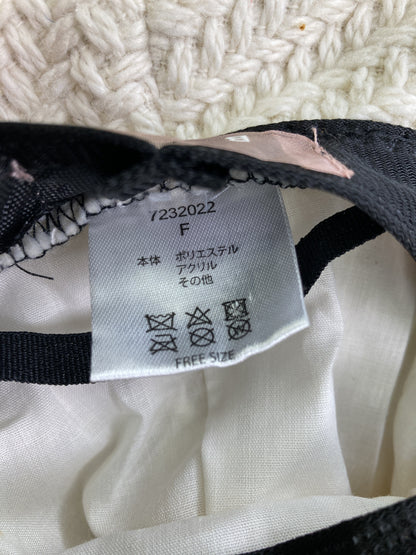 7232022
F
本体 ポリエステル
アクリル
その他
FREE SIZE